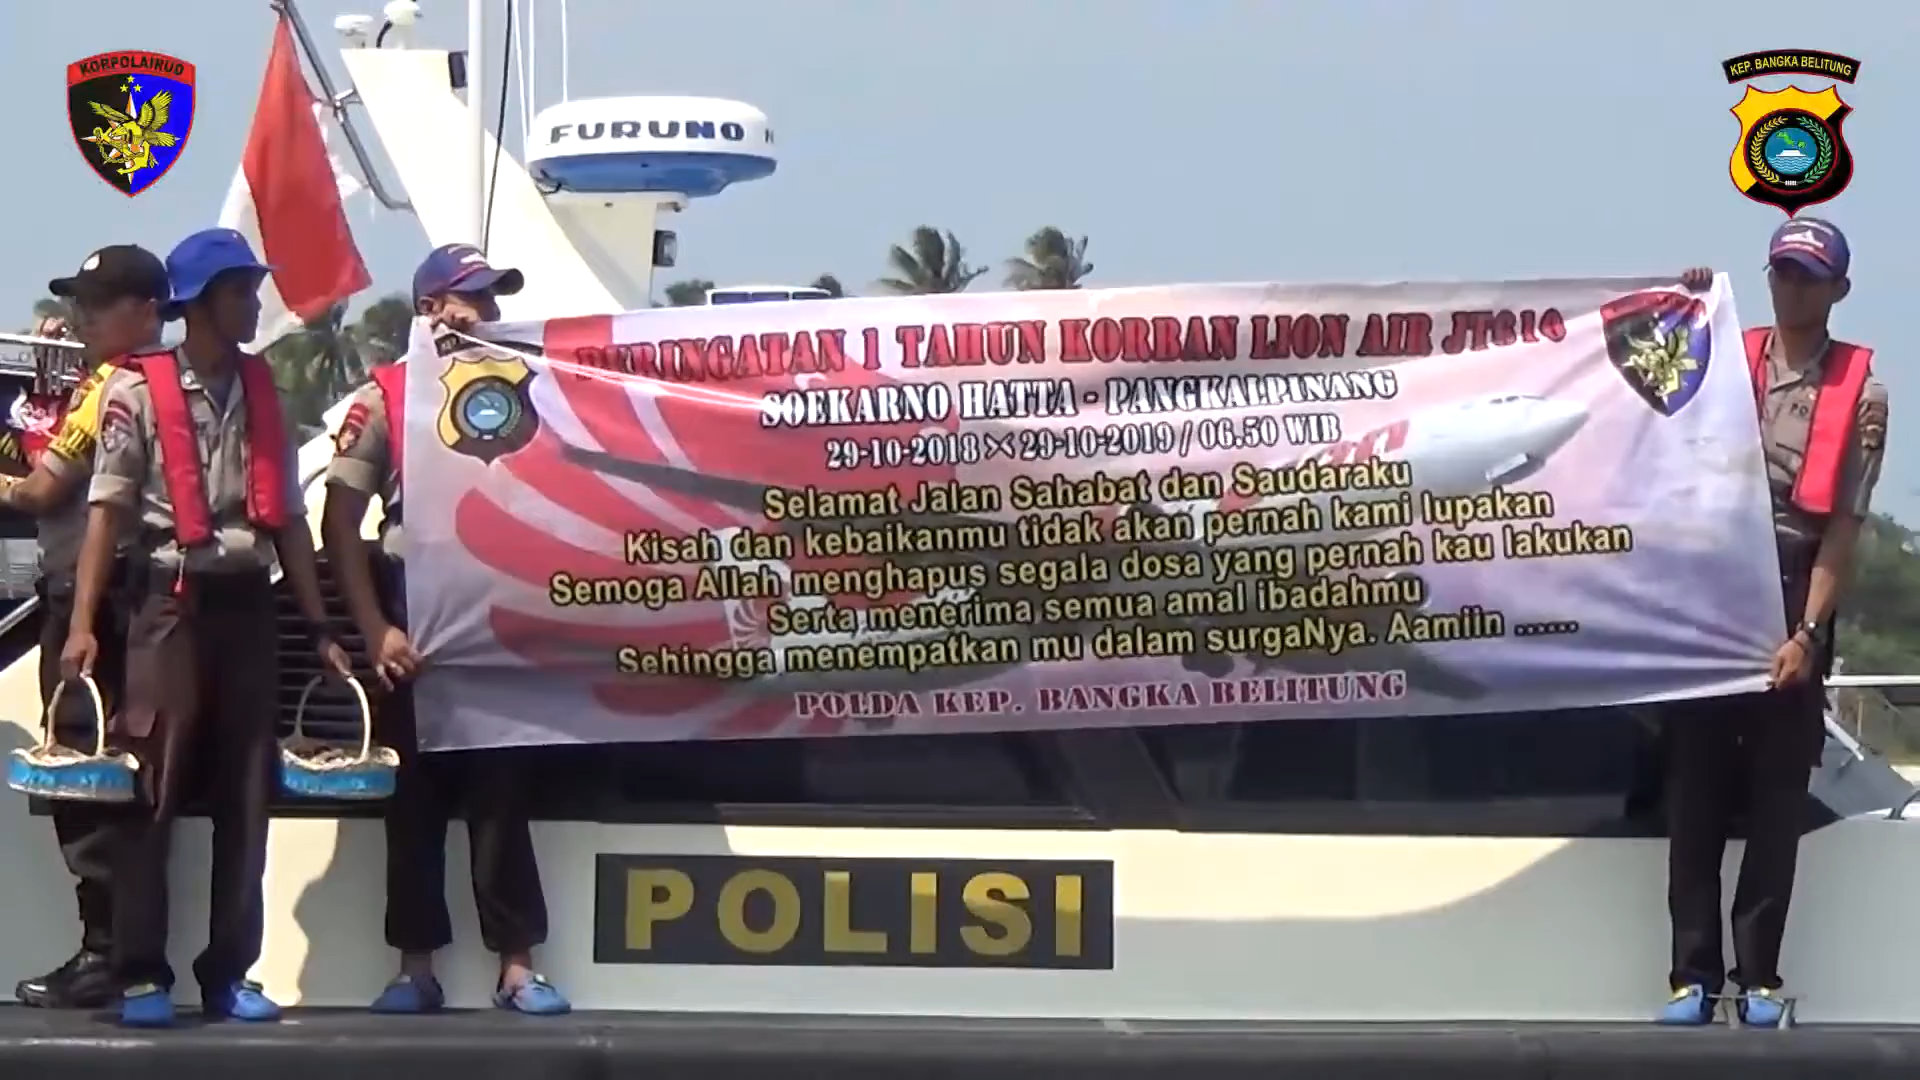 KORPOLAIRUD
KEP. BANGKA BELITUNG
FURUNO
PERINGATAN 1 TAHUN KORBAN LION AIR JT610
SOEKARNO HATTA - PANGKALPINANG
29-10-2018 >< 29-10-2019 / 06.50 WIB
Selamat Jalan Sahabat dan Saudaraku
Kisah dan kebaikanmu tidak akan pernah kami lupakan
Semoga Allah menghapus segala dosa yang pernah kau lakukan
Serta menerima semua amal ibadahmu
Sehingga menempatkan mu dalam surgaNya. Aamiin ......
POLDA KEP. BANGKA BELITUNG
POLISI